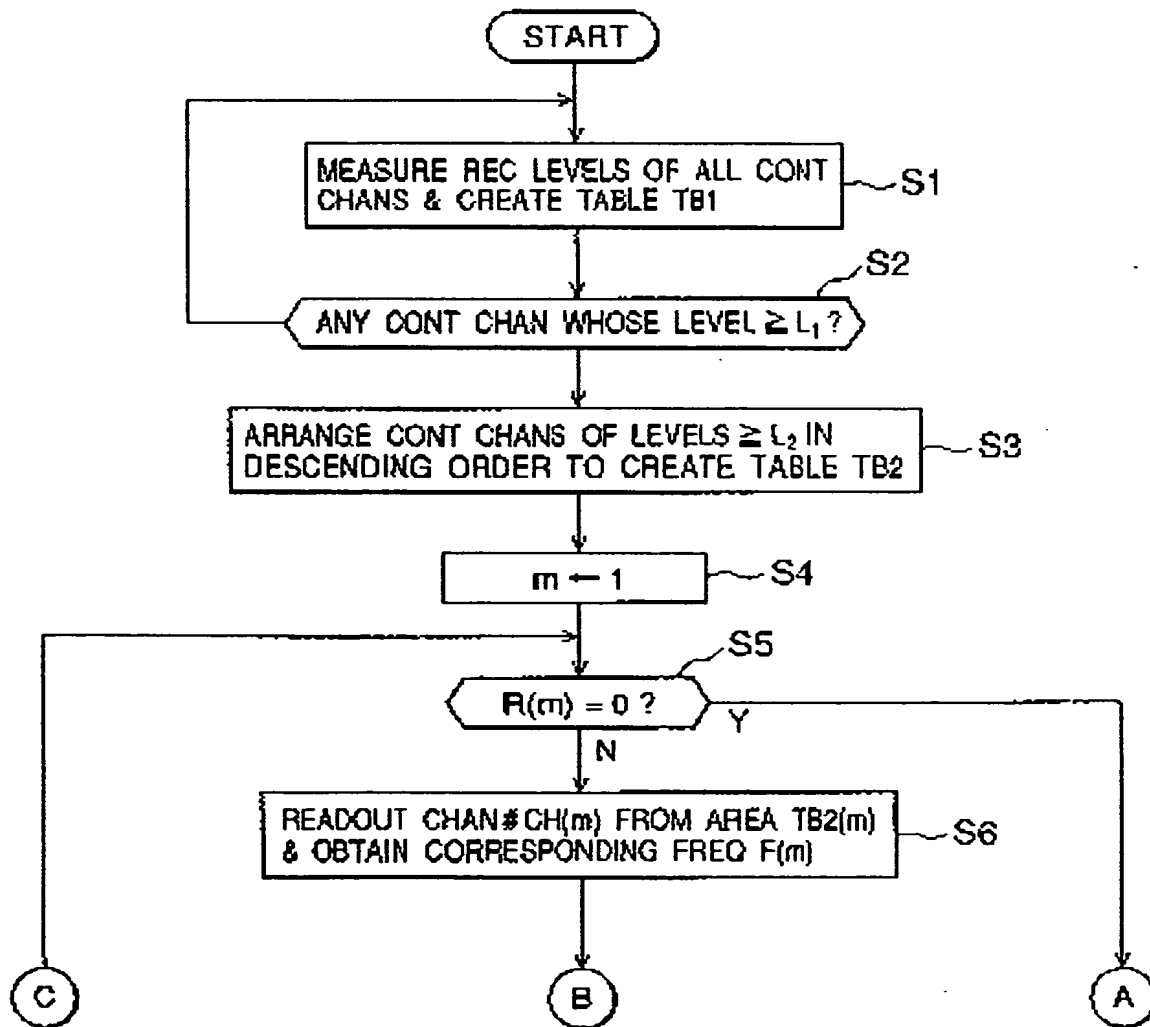 START
MEASURE REC LEVELS OF ALL CONT
CHANS & CREATE TABLE TB1
S1
S2
ANY CONT CHAN WHOSE LEVEL ≧ L₁ ?
ARRANGE CONT CHANS OF LEVELS ≧ L₂ IN
DESCENDING ORDER TO CREATE TABLE TB2
S3
m ← 1
S4
S5
R(m) = 0 ?
Y
N
READOUT CHAN# CH(m) FROM AREA TB2(m)
& OBTAIN CORRESPONDING FREQ F(m)
S6
C
B
A